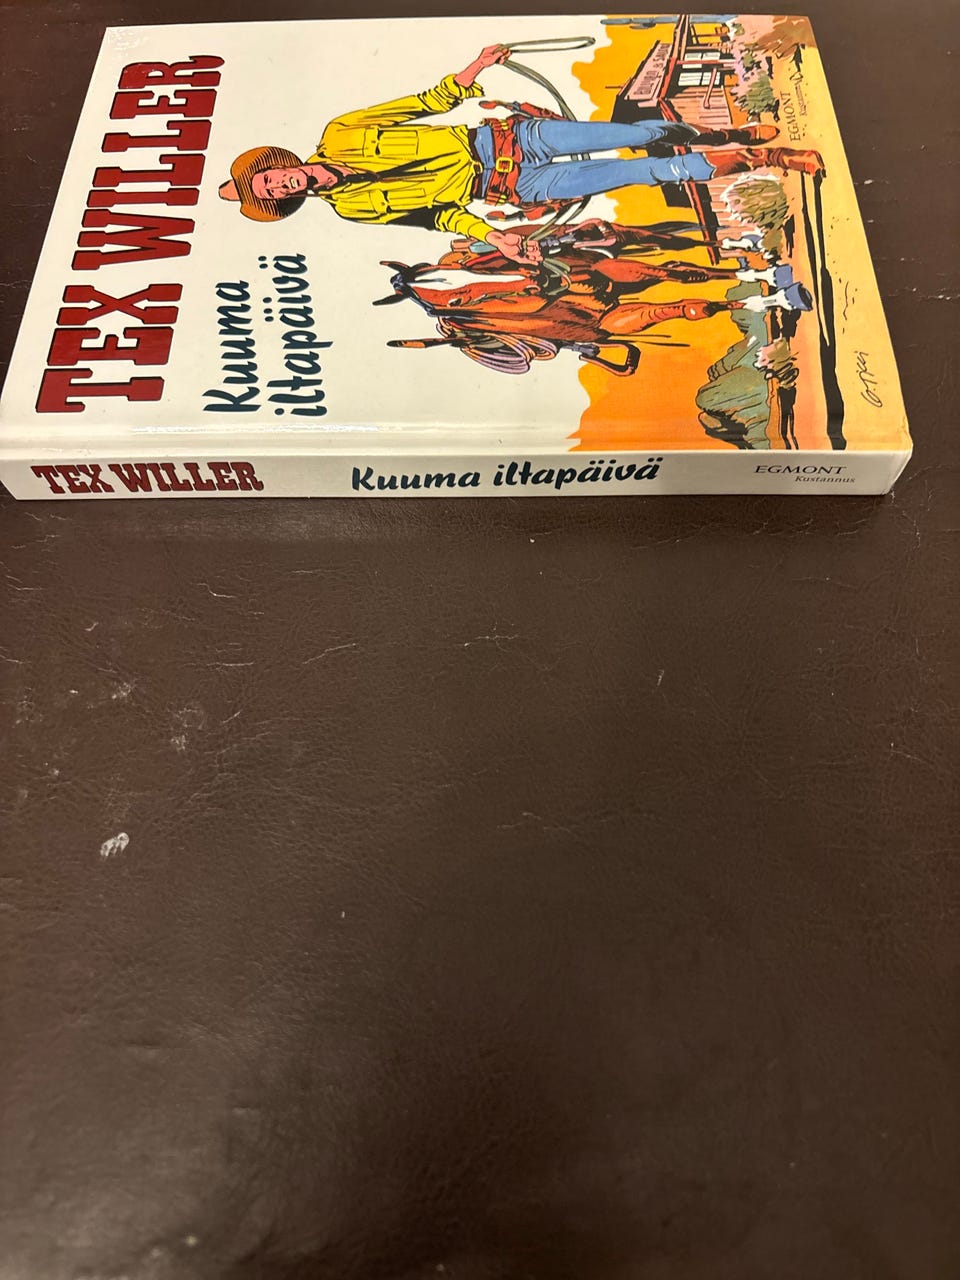 TEX WILLER
Kuuma
iltapäivä
EGMONT
Kustannus
TEX WILLER
Kuuma iltapäivä
EGMONT
Kustannus